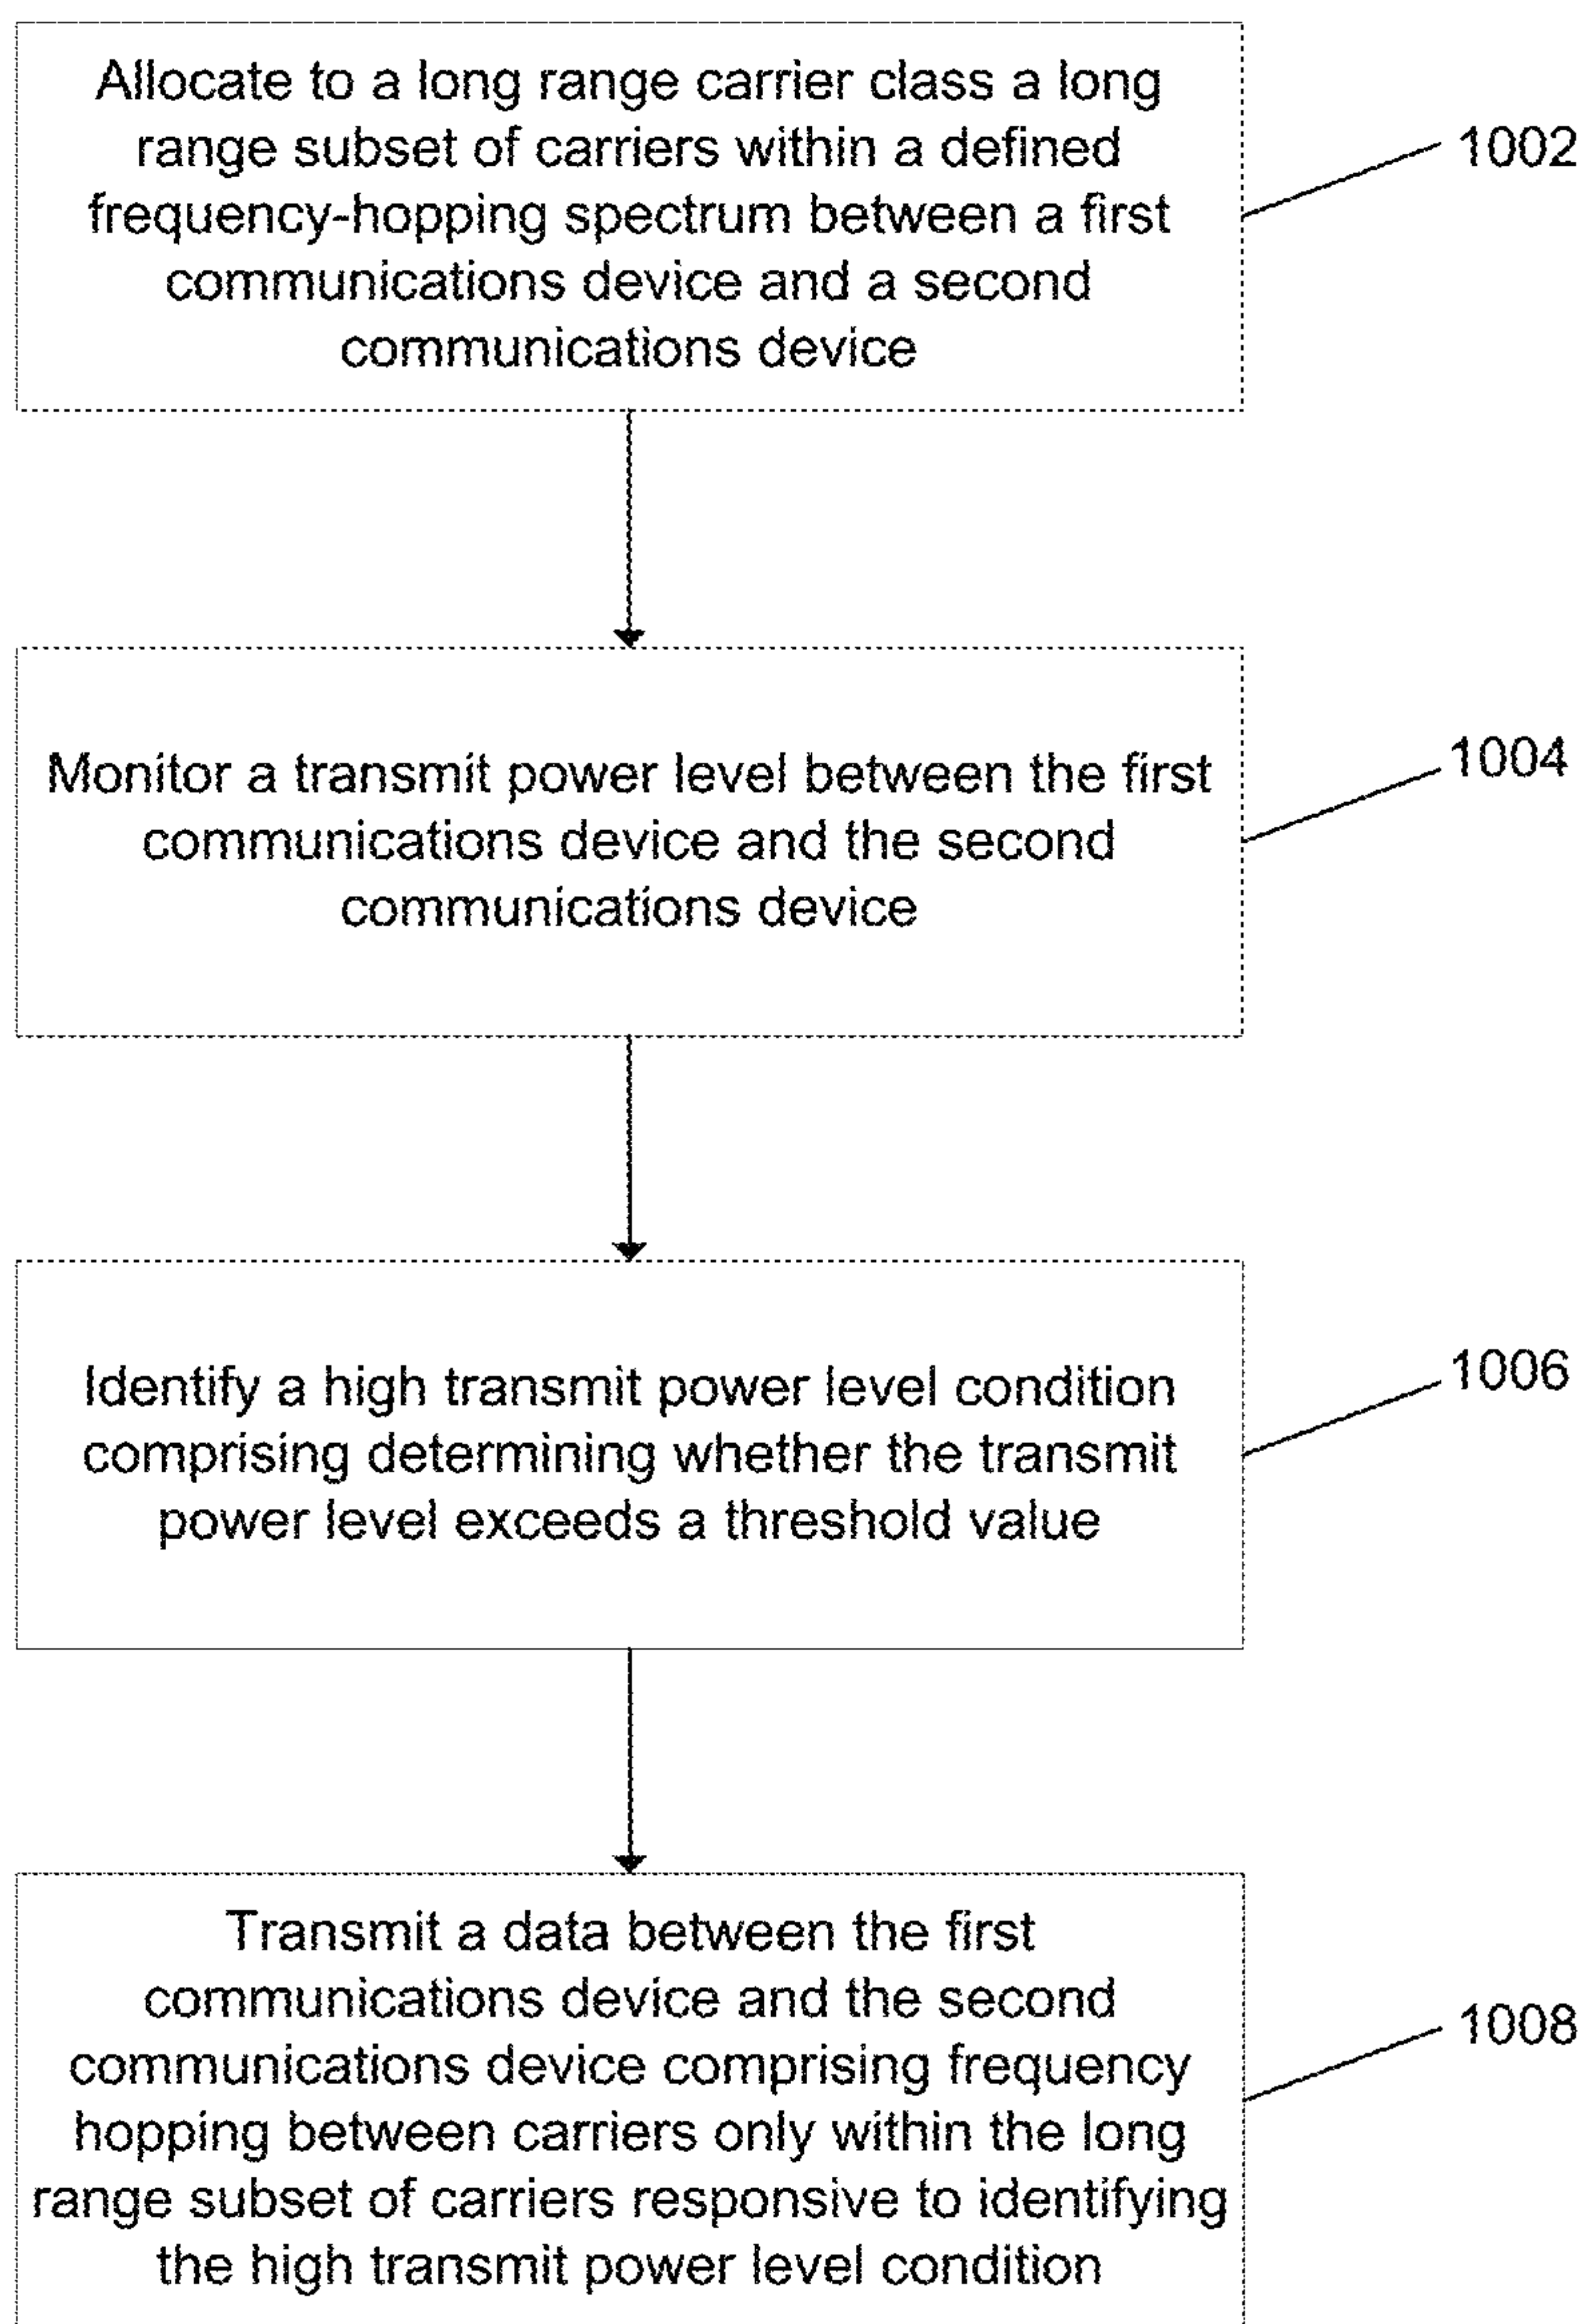 Allocate to a long range carrier class a long
range subset of carriers within a defined
frequency-hopping spectrum between a first
communications device and a second
communications device
1002
Monitor a transmit power level between the first
communications device and the second
communications device
1004
Identify a high transmit power level condition
comprising determining whether the transmit
power level exceeds a threshold value
1006
Transmit a data between the first
communications device and the second
communications device comprising frequency
hopping between carriers only within the long
range subset of carriers responsive to identifying
the high transmit power level condition
1008